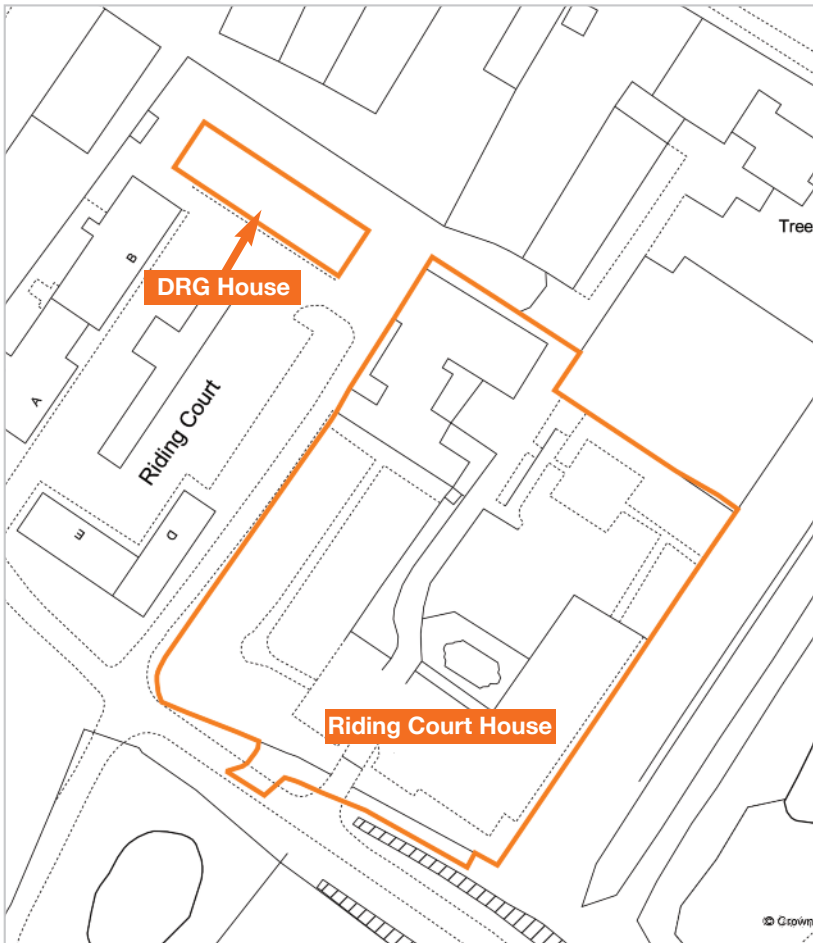 Tree
B
DRG House
A
Riding Court
E
D
Riding Court House
© Crown